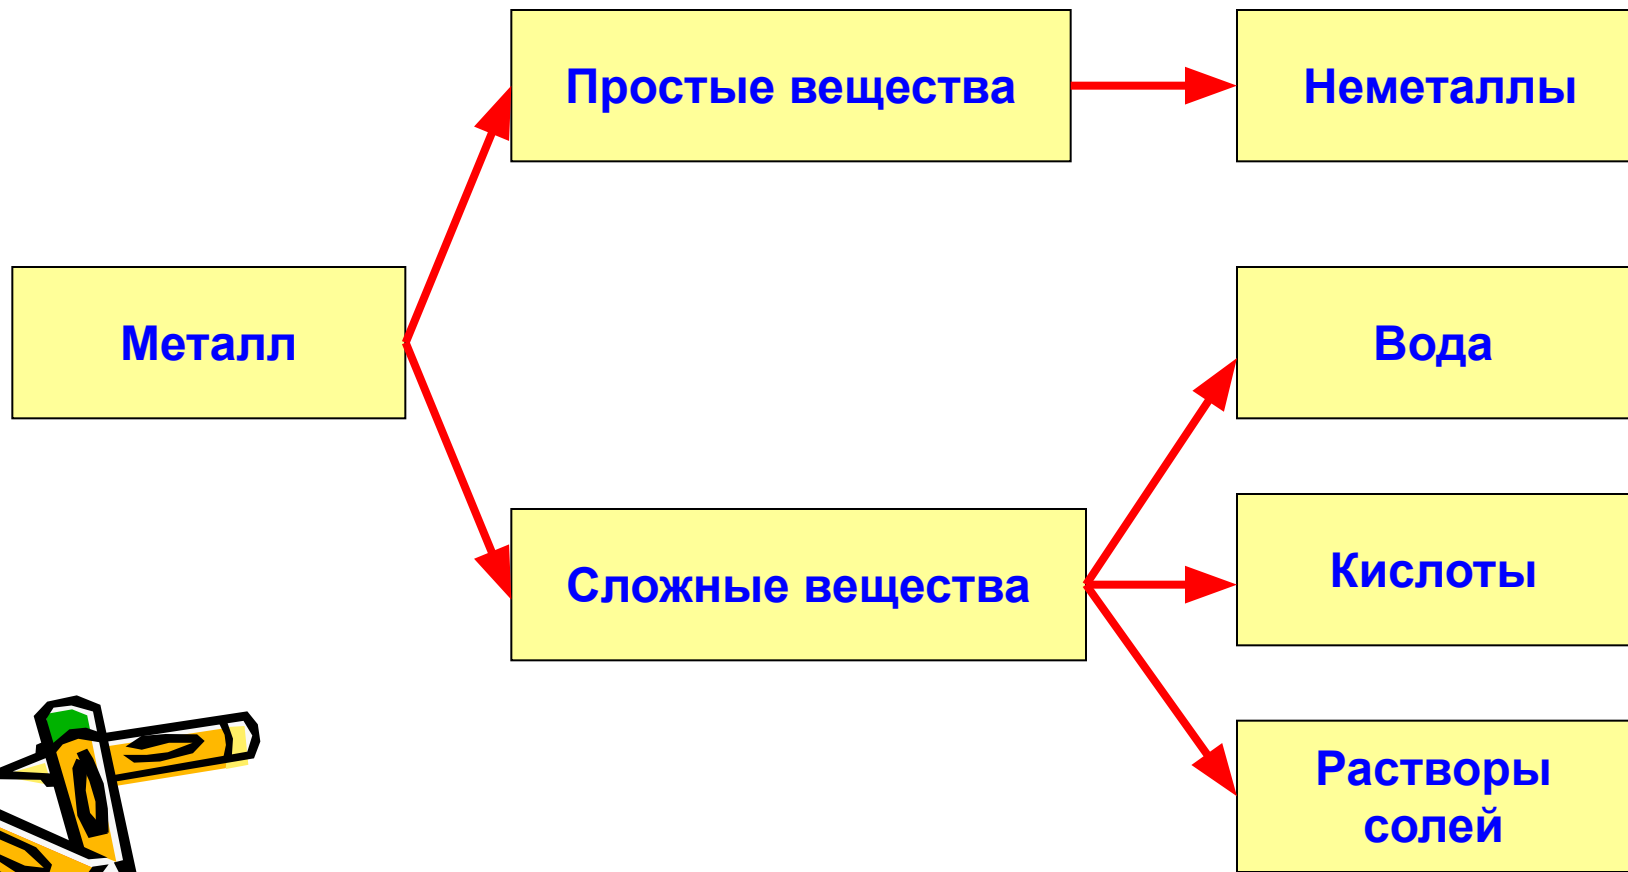 Простые вещества
Неметаллы
Металл
Вода
Сложные вещества
Кислоты
Растворы
солей